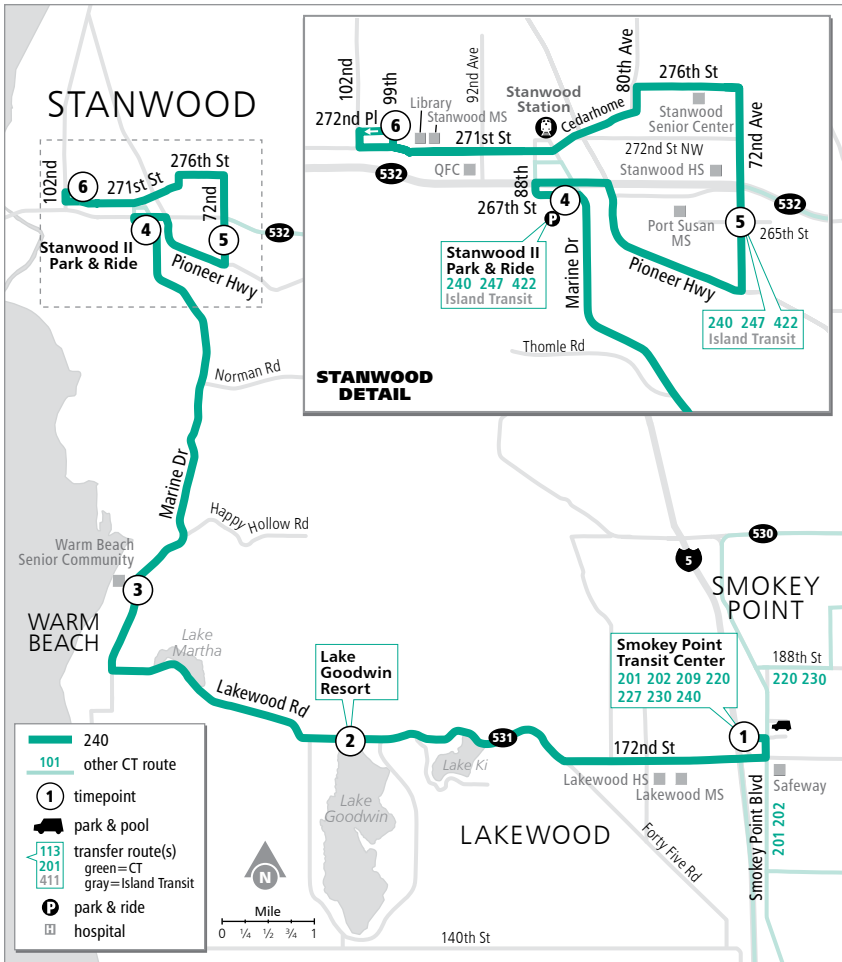 STANWOOD
102nd
6
271st St
276th St
72nd
4
5
532
Stanwood II
Park & Ride
Pioneer Hwy
Norman Rd
Marine Dr
Happy Hollow Rd
Warm Beach
Senior Community
3
WARM
BEACH
Lake
Martha
Lakewood Rd
Lake
Goodwin
Resort
2
Lake
Goodwin
Lake Ki
531
172nd St
Lakewood HS
Lakewood MS
LAKEWOOD
Forty Five Rd
140th St
5
530
SMOKEY
POINT
Smokey Point
Transit Center
201 202 209 220
227 230 240
1
188th St
220 230
Safeway
Smokey Point Blvd
201 202
102nd
99th
92nd Ave
80th Ave
276th St
Library
Stanwood MS
Stanwood
Station
Cedarhome
Stanwood
Senior Center
72nd Ave
272nd Pl
6
271st St
272nd St NW
532
QFC
88th
Stanwood HS
532
267th St
4
P
Port Susan
MS
5
265th St
Stanwood II
Park & Ride
240 247 422
Island Transit
Marine Dr
Pioneer Hwy
240 247 422
Island Transit
Thomle Rd
STANWOOD
DETAIL
240
101
other CT route
1
timepoint
park & pool
113
201
411
transfer route(s)
green=CT
gray=Island Transit
P
park & ride
H
hospital
N
Mile
0 ¼ ½ ¾ 1